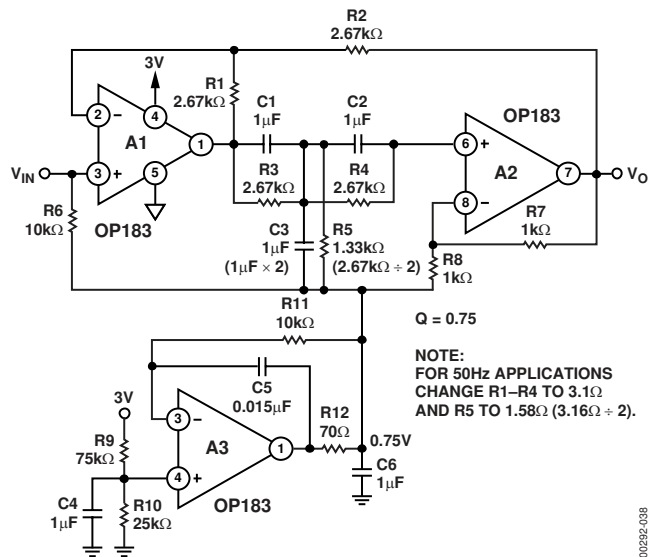 R2
2.67kΩ
3V
R1
2.67kΩ
C1
1μF
C2
1μF
OP183
2
−
4
A1
1
6
+
7
VO
A2
VIN
3
+
5
R3
2.67kΩ
R4
2.67kΩ
8
−
R6
10kΩ
OP183
R7
1kΩ
C3
1μF
(1μF × 2)
R5
1.33kΩ
(2.67kΩ ÷ 2)
R8
1kΩ
R11
10kΩ
Q = 0.75
NOTE:
FOR 50Hz APPLICATIONS
CHANGE R1–R4 TO 3.1Ω
AND R5 TO 1.58Ω (3.16Ω ÷ 2).
C5
0.015μF
3V
3
−
R12
70Ω
0.75V
R9
75kΩ
A3
1
4
+
C6
1μF
C4
1μF
R10
25kΩ
OP183
00292-038